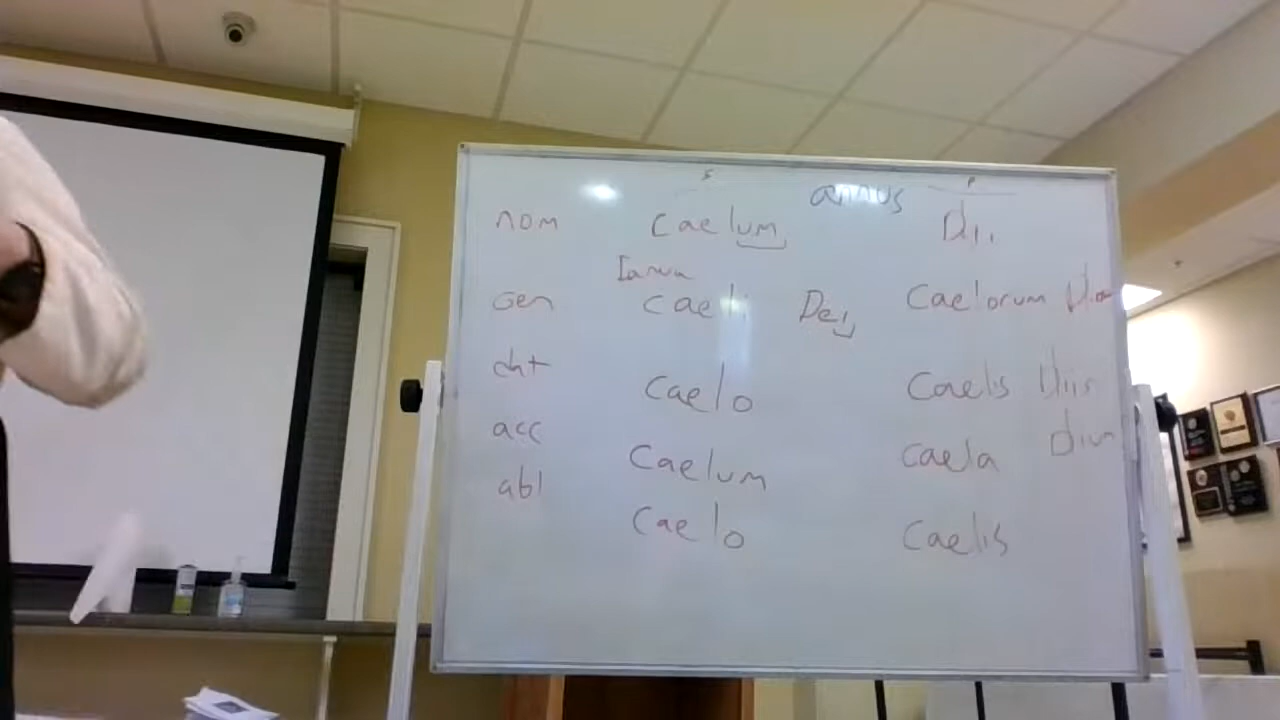 s p
annus
nom caelum Dii
Ianua
Gen caeli Dei Caelorum
dat Caelo Caelis Diis
acc Caelum caela
abl Caelo Caelis